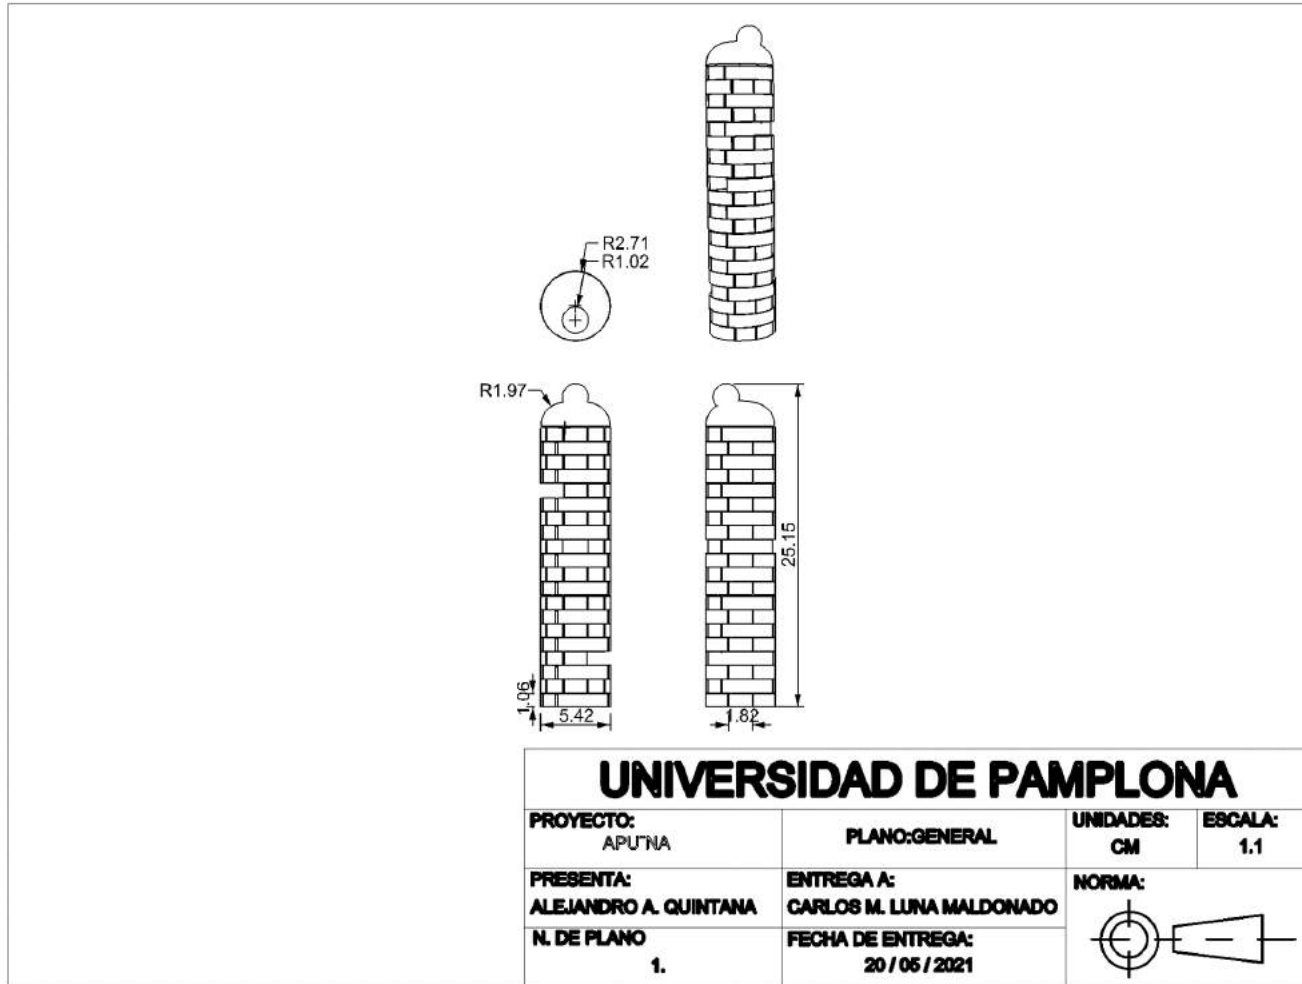 R2.71
R1.02
R1.97
25.15
1.06
5.42
1.82
UNIVERSIDAD DE PAMPLONA
PROYECTO:
PLANO:GENERAL
UNIDADES:
CM
ESCALA:
1.1
PRESENTA:
ALEJANDRO A. QUINTANA
ENTREGA A:
CARLOS M. LUNA MALDONADO
NORMA:
N. DE PLANO
1.
FECHA DE ENTREGA:
20 / 05 / 2021